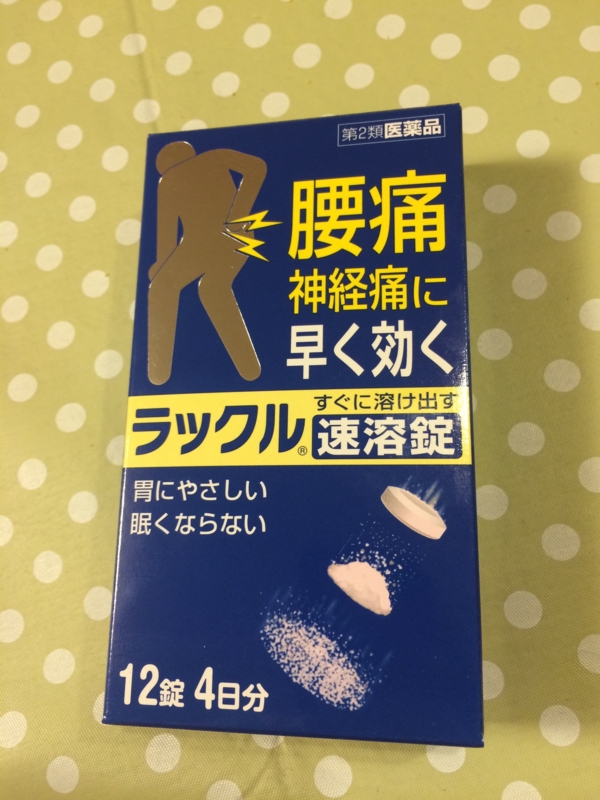 第2類医薬品
腰痛
神経痛に
早く効く
すぐに溶け出す
ラックル® 速溶錠
胃にやさしい
眠くならない
12錠 4日分